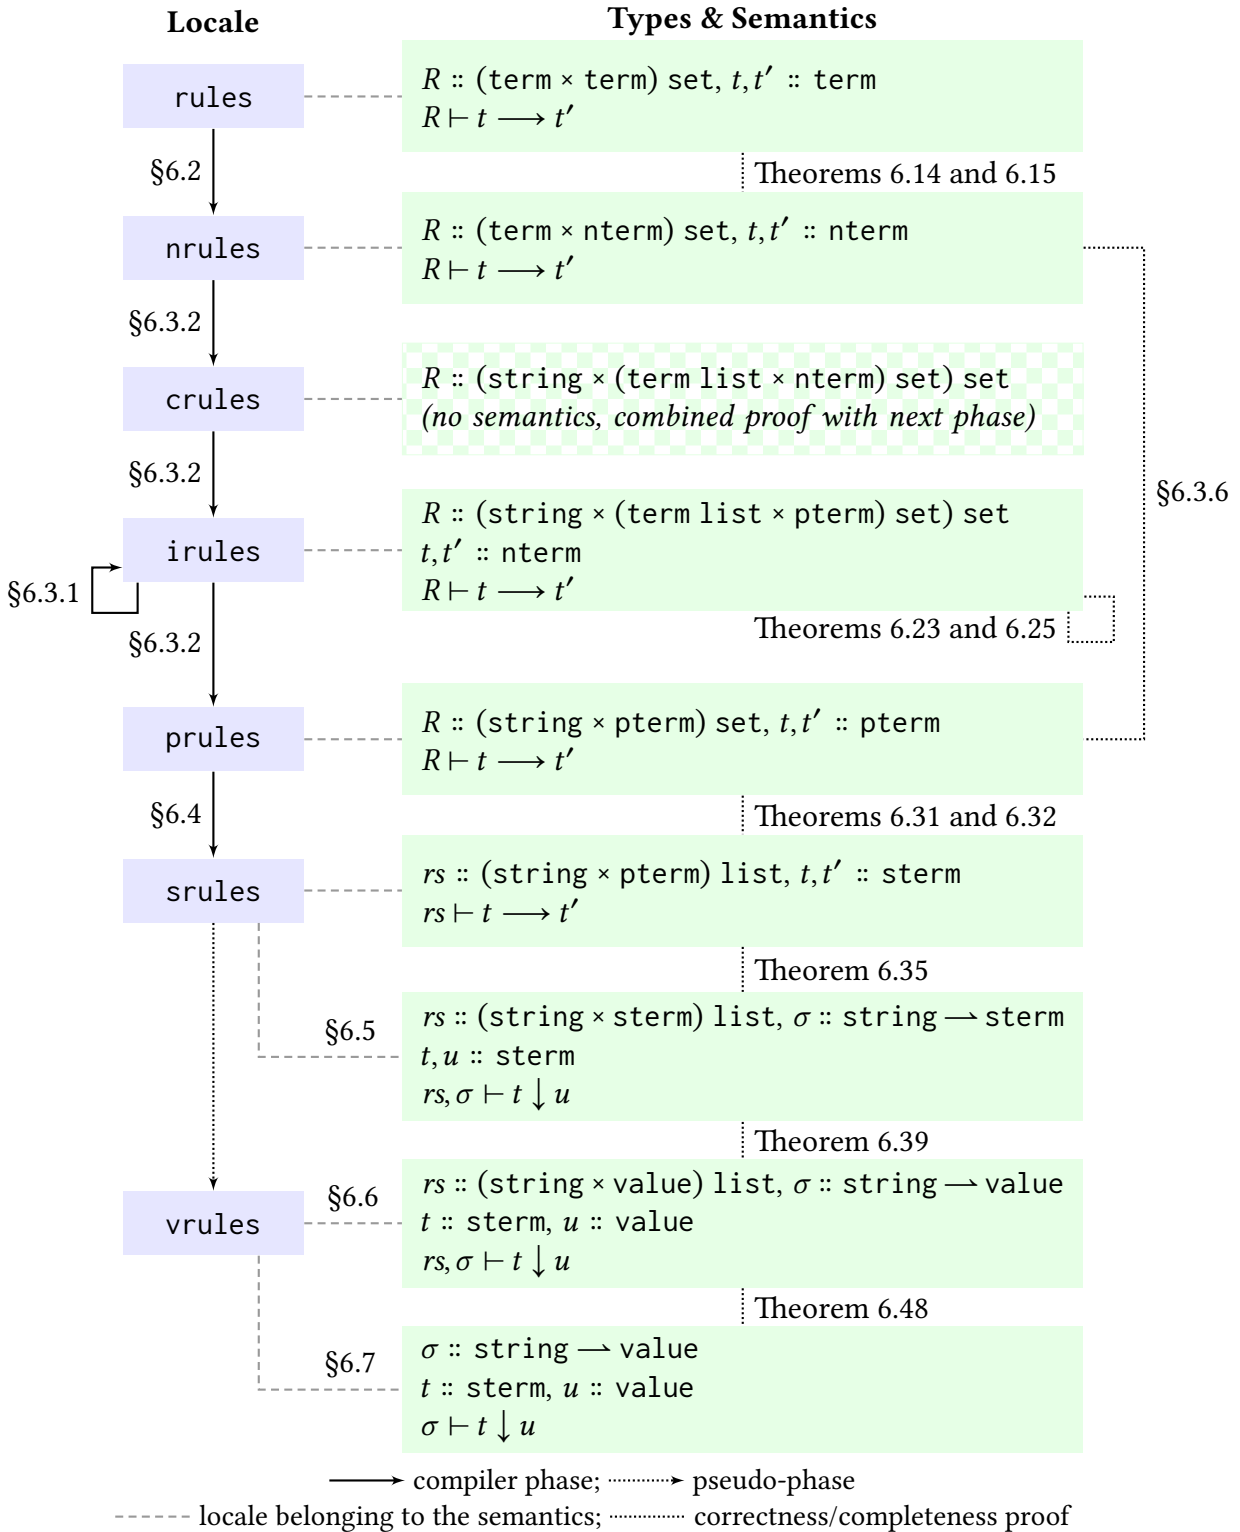 Locale
Types & Semantics
rules
R :: (term × term) set, t, t′ :: term
R ⊢ t ⟶ t′
§6.2
Theorems 6.14 and 6.15
nrules
R :: (term × nterm) set, t, t′ :: nterm
R ⊢ t ⟶ t′
§6.3.2
crules
R :: (string × (term list × nterm) set) set
(no semantics, combined proof with next phase)
§6.3.2
§6.3.6
irules
R :: (string × (term list × pterm) set) set
t, t′ :: nterm
R ⊢ t ⟶ t′
§6.3.1
Theorems 6.23 and 6.25
§6.3.2
prules
R :: (string × pterm) set, t, t′ :: pterm
R ⊢ t ⟶ t′
§6.4
Theorems 6.31 and 6.32
srules
rs :: (string × pterm) list, t, t′ :: sterm
rs ⊢ t ⟶ t′
Theorem 6.35
§6.5
rs :: (string × sterm) list, σ :: string ⇀ sterm
t, u :: sterm
rs, σ ⊢ t ↓ u
Theorem 6.39
vrules
§6.6
rs :: (string × value) list, σ :: string ⇀ value
t :: sterm, u :: value
rs, σ ⊢ t ↓ u
Theorem 6.48
§6.7
σ :: string ⇀ value
t :: sterm, u :: value
σ ⊢ t ↓ u
compiler phase; pseudo-phase
locale belonging to the semantics; correctness/completeness proof